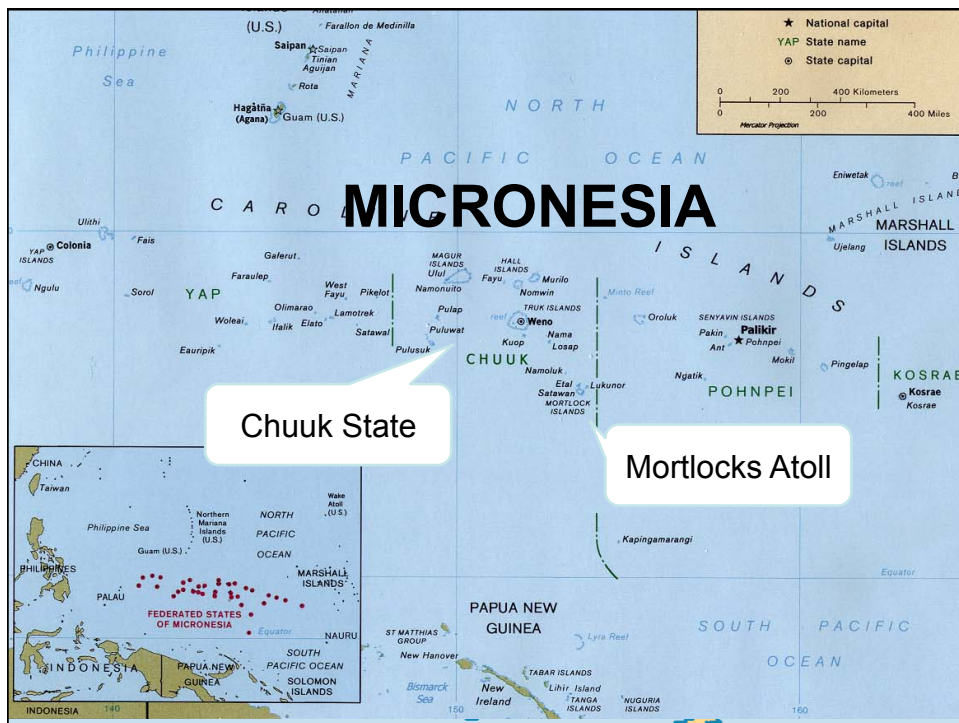 Islands
(U.S.)
Anatahan
Farallon de Medinilla
Saipan
Saipan
Tinian
Aguijan
MARIANA
Rota
Hagåtña
(Agana)
Guam (U.S.)
Philippine
Sea
★ National capital
YAP State name
State capital
0 200 400 Kilometers
0 200 400 Miles
Mercator Projection
NORTH
PACIFIC OCEAN
MICRONESIA
CAROLINE
ISLANDS
Eniwetak
reef
MARSHALL ISLAND
MARSHALL
ISLANDS
Ujelang
Ulithi
YAP
ISLANDS
Colonia
Fais
Ngulu
Sorol
YAP
Gaferut
Faraulep
West
Fayu
Pikelot
Olimarao
Lamotrek
Woleai
Ifalik
Elato
Satawal
Eauripik
MAGUR
ISLANDS
Ulul
Namonuito
HALL
ISLANDS
Fayu
Murilo
Nomwin
Pulap
Puluwat
Pulusuk
TRUK ISLANDS
reef
Weno
Kuop
Nama
Losap
CHUUK
Namoluk
Etal
Satawan
Lukunor
MORTLOCK
ISLANDS
Minto Reef
Oroluk
SENYAVIN ISLANDS
Palikir
Pakin
Pohnpei
Ant
Mokil
Ngatik
POHNPEI
Pingelap
KOSRAE
Kosrae
Kosrae
Chuuk State
Mortlocks Atoll
Kapingamarangi
Equator
CHINA
Taiwan
Philippine Sea
Northern
Mariana
Islands
(U.S.)
Guam (U.S.)
NORTH
PACIFIC
OCEAN
Wake
Atoll
(U.S.)
PHILIPPINES
PALAU
MARSHALL
ISLANDS
FEDERATED STATES
OF MICRONESIA
Equator
NAURU
INDONESIA
PAPUA NEW
GUINEA
SOUTH
PACIFIC OCEAN
SOLOMON
ISLANDS
INDONESIA
140
150
160
PAPUA NEW
GUINEA
ST MATTHIAS
GROUP
New Hanover
Bismarck
Sea
New
Ireland
Lyra Reef
TABAR ISLANDS
Lihir Island
TANGA
ISLANDS
NUGURIA
ISLANDS
SOUTH PACIFIC
OCEAN